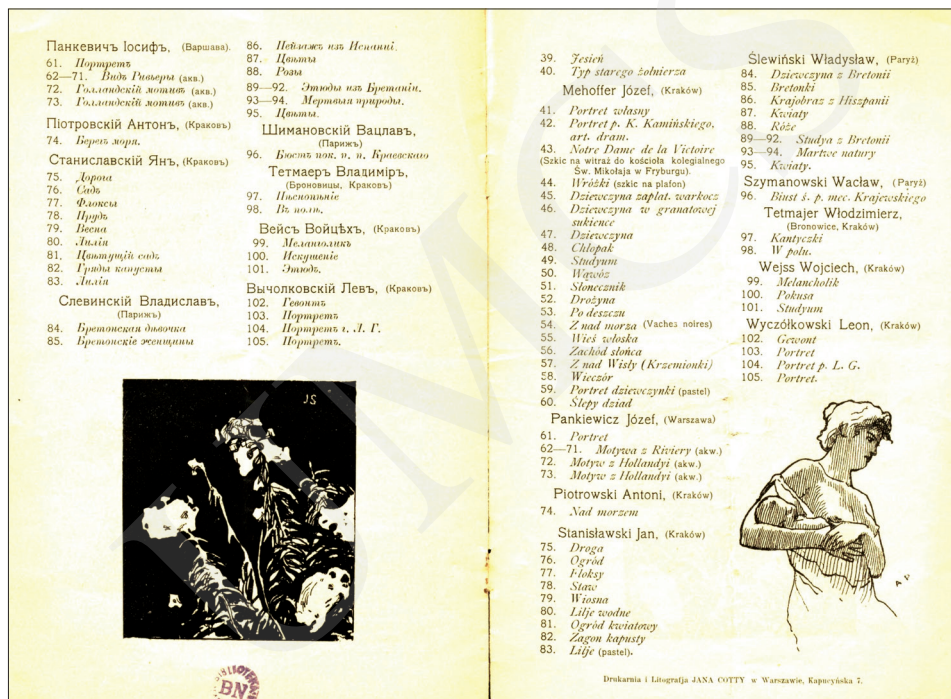 Панкевичъ Іосифъ, (Варшава).
61. Портретъ
62—71. Видъ Ривьеры (акв.)
72. Голландскій мотивъ (акв.)
73. Голландскій мотивъ (акв.)
Піотровскій Антонъ, (Краковъ)
74. Берегъ моря.
Станиславскій Янъ, (Краковъ)
75. Дорога
76. Садъ
77. Флоксы
78. Прудъ
79. Весна
80. Лилія
81. Цвѣтущій садъ
82. Гряды капусты
83. Лилія
Слевинскій Владиславъ,
(Парижъ)
84. Бретонская дѣвочка
85. Бретонскіе женщины
86. Пейзажъ изъ Испаніи.
87. Цвѣты
88. Розы
89—92. Этюды изъ Бретаніи.
93—94. Мертвая природы.
95. Цвѣты.
Шимановскій Вацлавъ,
(Парижъ)
96. Бюстъ пок. п. п. Краевскаго
Тетмаеръ Владиміръ,
(Броновицы, Краковъ)
97. Пѣснопѣніе
98. Въ полѣ.
Вейсъ Войцѣхъ, (Краковъ)
99. Меланхоликъ
100. Искушеніе
101. Этюдъ.
Вычолковскій Левъ, (Краковъ)
102. Гевонтъ
103. Портретъ
104. Портретъ г. Л. Г.
105. Портретъ.
JS
BN
39. Jesień
40. Typ starego żołnierza
Mehoffer Józef, (Kraków)
41. Portret własny
42. Portret p. K. Kamińskiego,
art. dram.
43. Notre Dame de la Victoire
(Szkic na witraż do kościoła kolegialnego
Św. Mikołaja w Fryburgu).
44. Wróżki (szkic na plafon)
45. Dziewczyna zaplat. warkocz
46. Dziewczyna w granatowej
sukience
47. Dziewczyna
48. Chłopak
49. Studyum
50. Wąwóz
51. Słonecznik
52. Drożyna
53. Po deszczu
54. Z nad morza (Vaches noires)
55. Wieś włoska
56. Zachód słońca
57. Z nad Wisły (Krzemionki)
58. Wieczór
59. Portret dziewczynki (pastel)
60. Ślepy dziad
Pankiewicz Józef, (Warszawa)
61. Portret
62—71. Motywa z Riviery (akw.)
72. Motyw z Hollandyi (akw.)
73. Motyw z Hollandyi (akw.)
Piotrowski Antoni, (Kraków)
74. Nad morzem
Stanisławski Jan, (Kraków)
75. Droga
76. Ogród
77. Floksy
78. Staw
79. Wiosna
80. Lilje wodne
81. Ogród kwiatowy
82. Zagon kapusty
83. Lilje (pastel).
Ślewiński Władysław, (Paryż)
84. Dziewczyna z Bretonii
85. Bretonki
86. Krajobraz z Hiszpanii
87. Kwiaty
88. Róże
89—92. Studya z Bretonii
93—94. Martwe natury
95. Kwiaty.
Szymanowski Wacław, (Paryż)
96. Biust ś. p. mec. Krajewskiego
Tetmajer Włodzimierz,
(Bronowice, Kraków)
97. Kantyczki
98. W polu.
Wejss Wojciech, (Kraków)
99. Melancholik
100. Pokusa
101. Studyum
Wyczółkowski Leon, (Kraków)
102. Gewont
103. Portret
104. Portret p. L. G.
105. Portret.
A. P.
Drukarnia i Litografja JANA COTTY w Warszawie, Kapucyńska 7.
UMCS